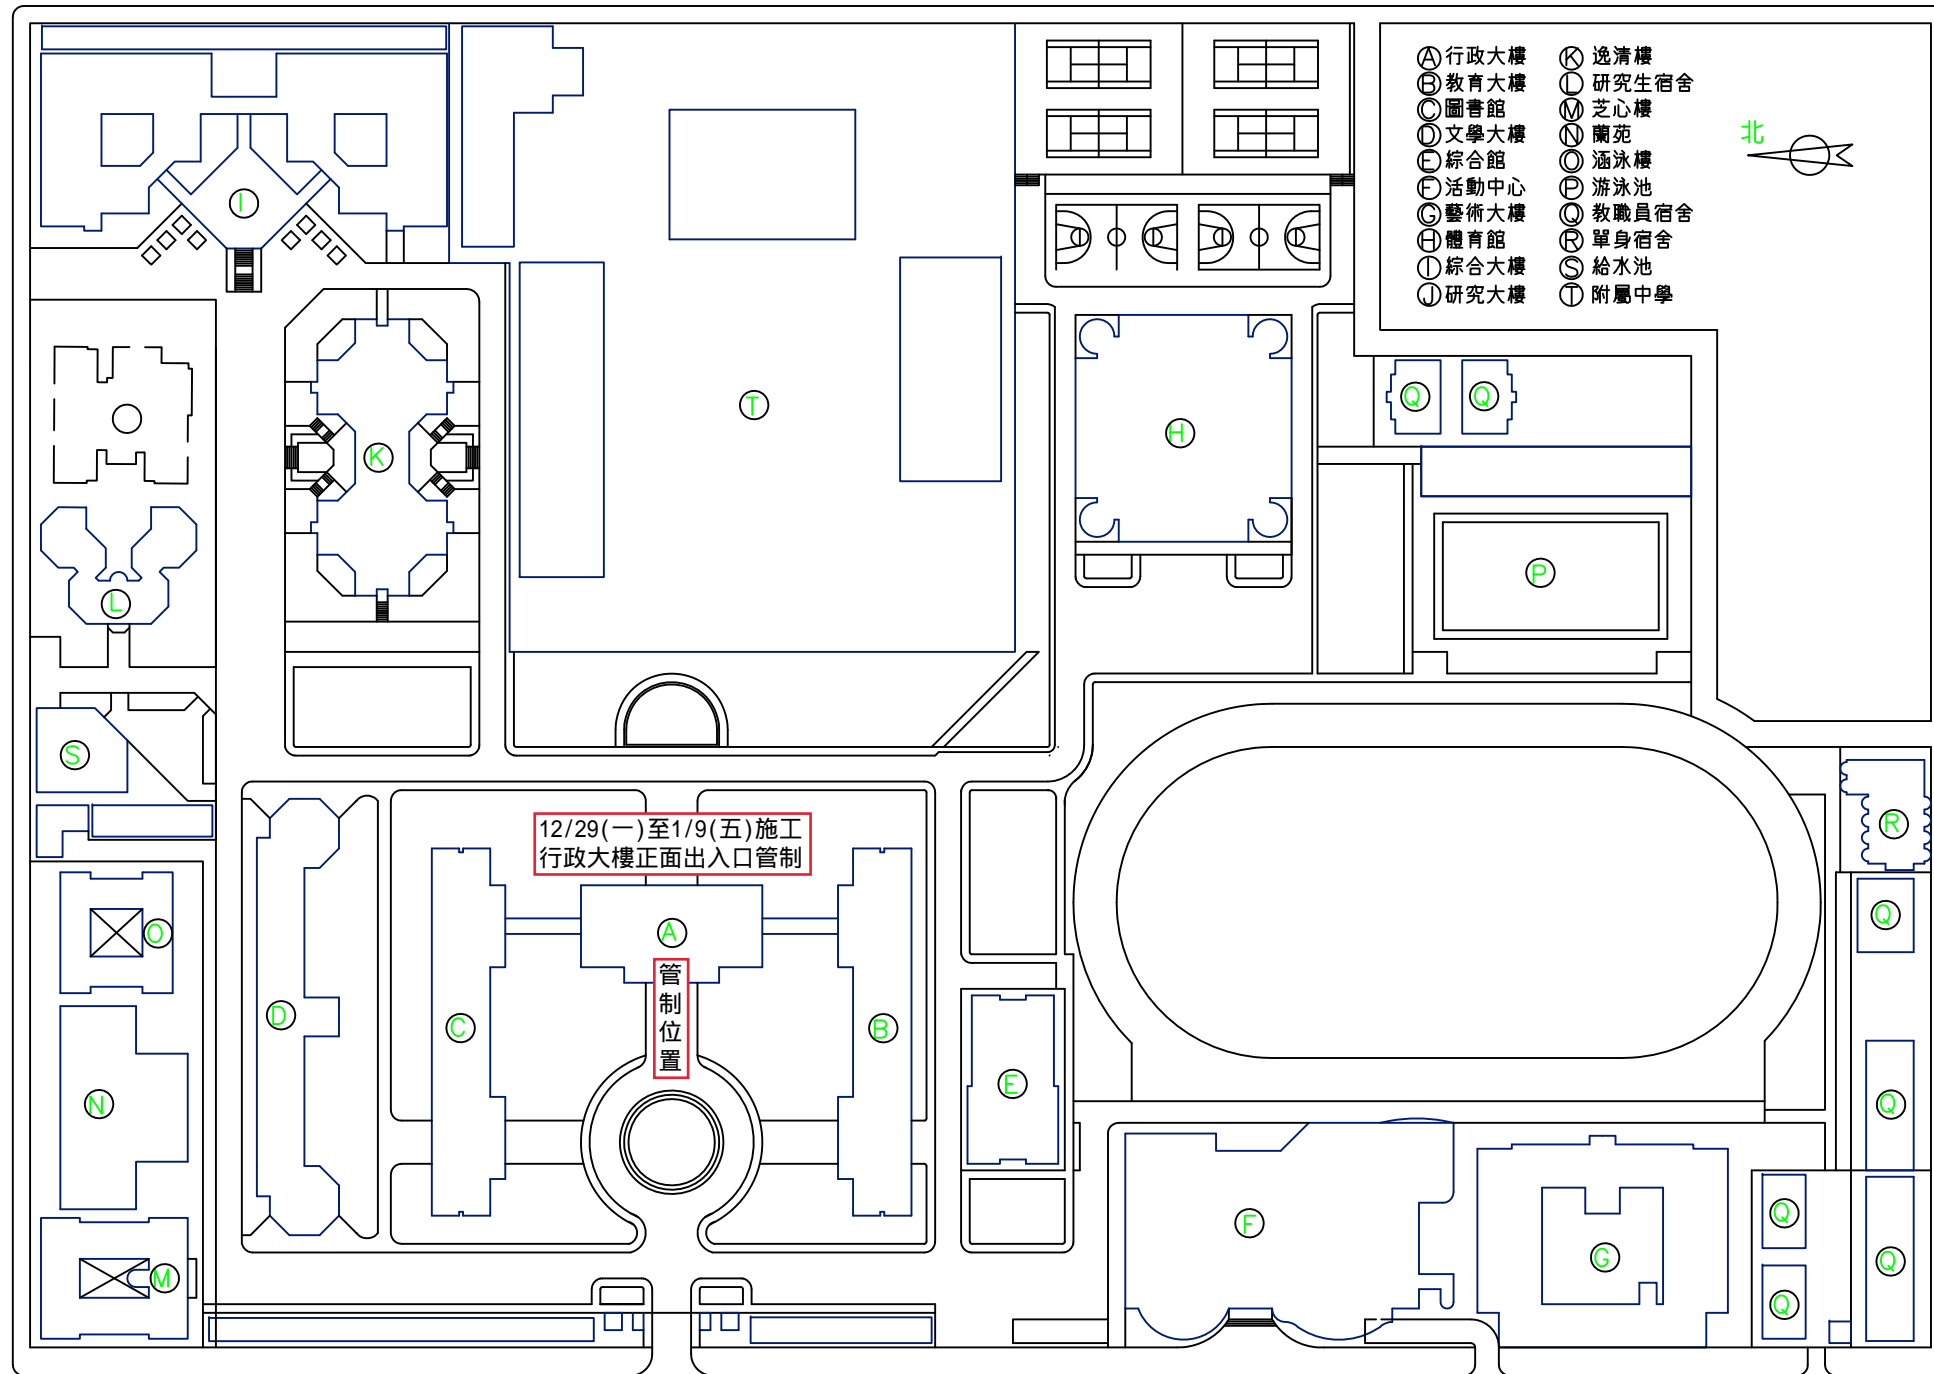 Ⓐ行政大樓
Ⓑ教育大樓
Ⓒ圖書館
Ⓓ文學大樓
Ⓔ綜合館
Ⓕ活動中心
Ⓖ藝術大樓
Ⓗ體育館
Ⓘ綜合大樓
Ⓙ研究大樓
Ⓚ逸清樓
Ⓛ研究生宿舍
Ⓜ芝心樓
Ⓝ蘭苑
Ⓞ涵泳樓
Ⓟ游泳池
Ⓠ教職員宿舍
Ⓡ單身宿舍
Ⓢ給水池
Ⓣ附屬中學
北
I
T
K
H
Q
Q
P
L
S
12/29(一)至1/9(五)施工
行政大樓正面出入口管制
R
Q
O
A
管制位置
D
C
B
E
N
Q
F
G
Q
Q
M
Q